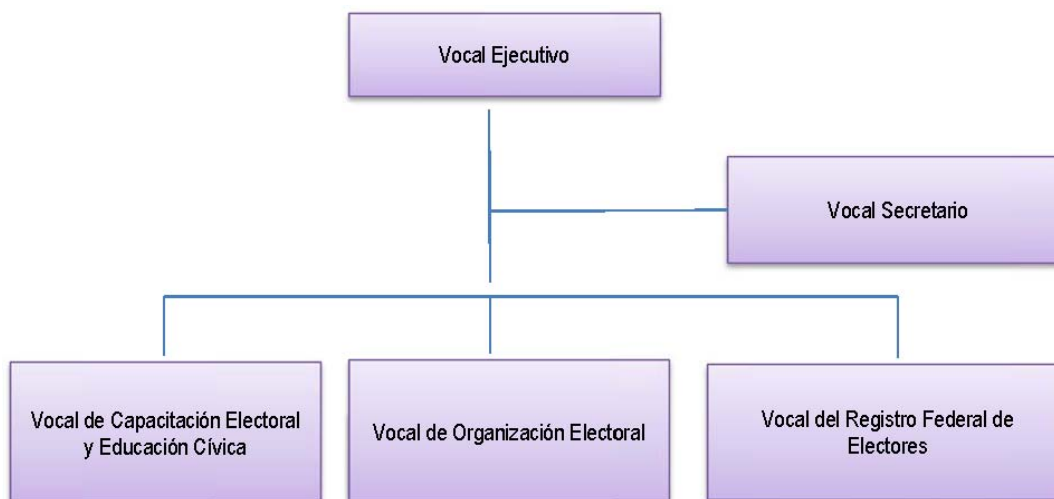 Vocal Ejecutivo
Vocal Secretario
Vocal de Capacitación Electoral
y Educación Cívica
Vocal de Organización Electoral
Vocal del Registro Federal de
Electores